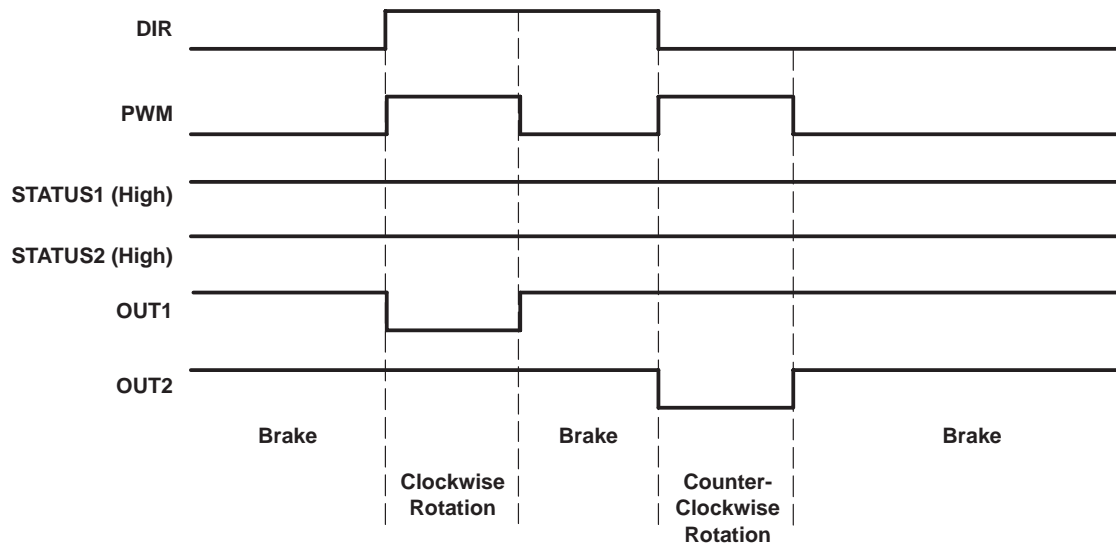 DIR
PWM
STATUS1 (High)
STATUS2 (High)
OUT1
OUT2
Brake
Brake
Brake
Clockwise
Rotation
Counter-
Clockwise
Rotation